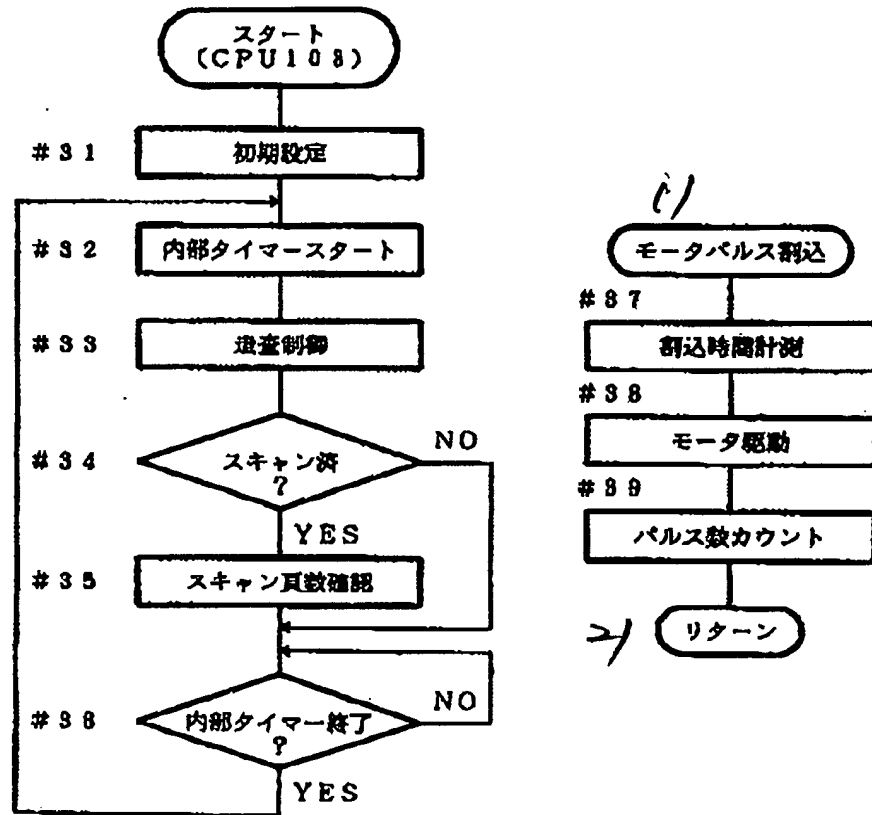 スタート
(CPU103)
#31
初期設定
#32
内部タイマースタート
#33
走査制御
#34
スキャン済
?
NO
YES
#35
スキャン頁数確認
#36
内部タイマー終了
?
NO
YES
1)
モータパルス割込
#37
割込時間計測
#38
モータ駆動
#39
パルス数カウント
2)
リターン